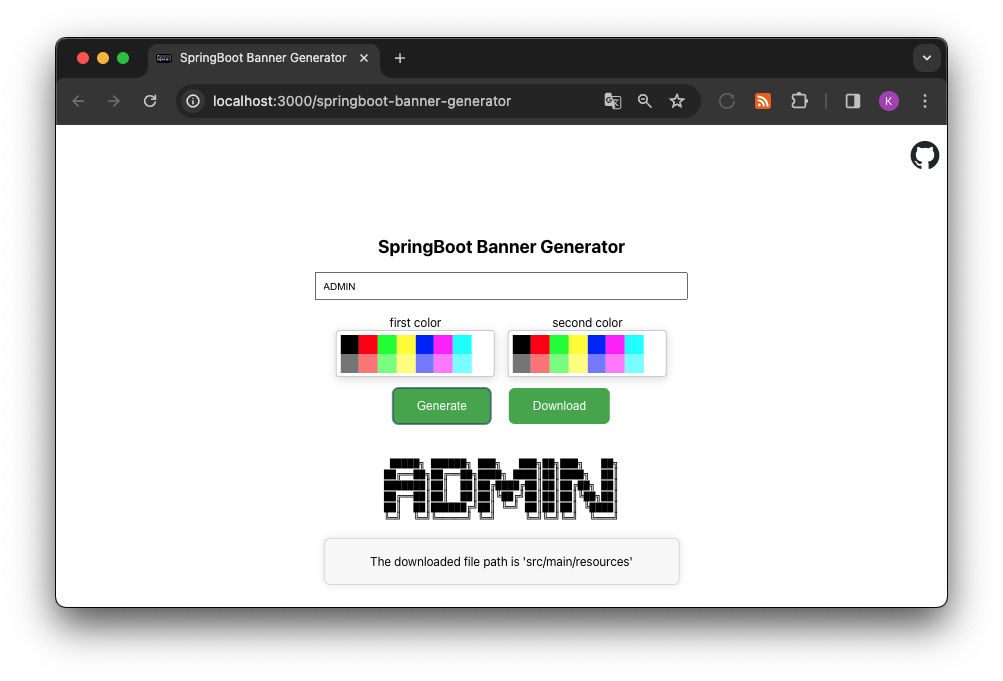 SpringBoot Banner Generator
localhost:3000/springboot-banner-generator
K
SpringBoot Banner Generator
ADMIN
first color
second color
Generate
Download
ADMIN
The downloaded file path is 'src/main/resources'